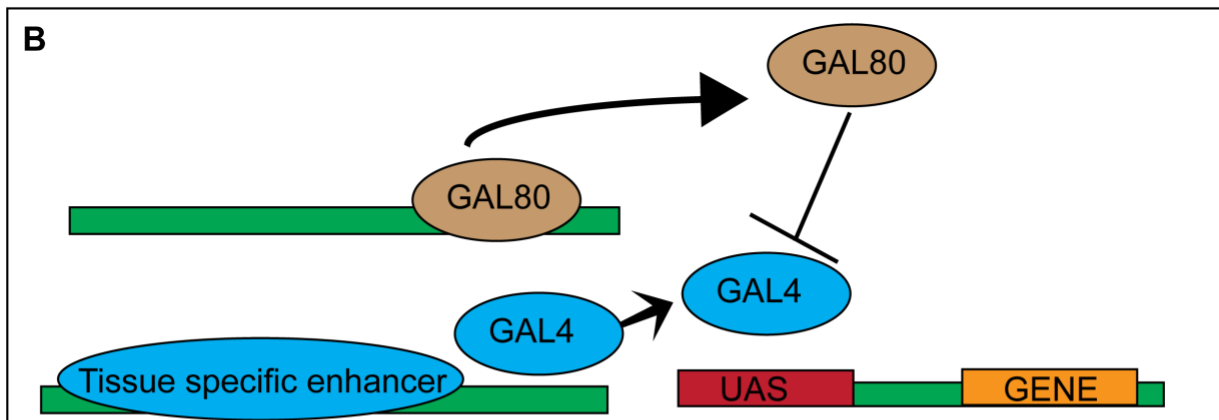 B
GAL80
GAL80
GAL4
GAL4
Tissue specific enhancer
UAS
GENE